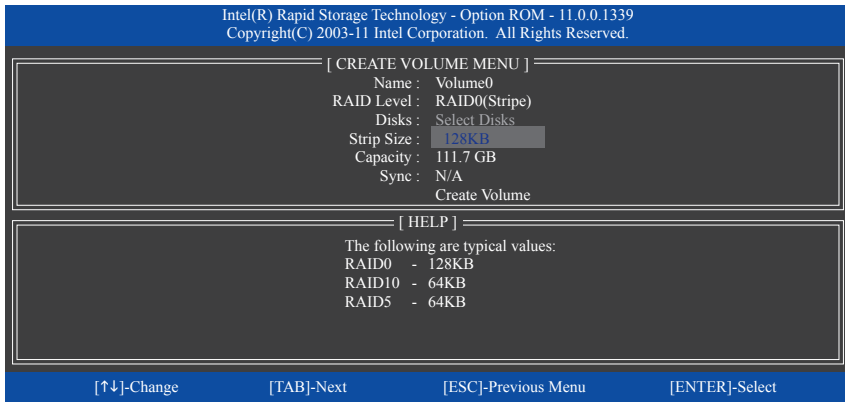 Intel(R) Rapid Storage Technology - Option ROM - 11.0.0.1339
Copyright(C) 2003-11 Intel Corporation. All Rights Reserved.
[ CREATE VOLUME MENU ]
Name : Volume0
RAID Level : RAID0(Stripe)
Disks : Select Disks
Strip Size : 128KB
Capacity : 111.7 GB
Sync : N/A
Create Volume
[ HELP ]
The following are typical values:
RAID0 - 128KB
RAID10 - 64KB
RAID5 - 64KB
[↑↓]-Change [TAB]-Next [ESC]-Previous Menu [ENTER]-Select